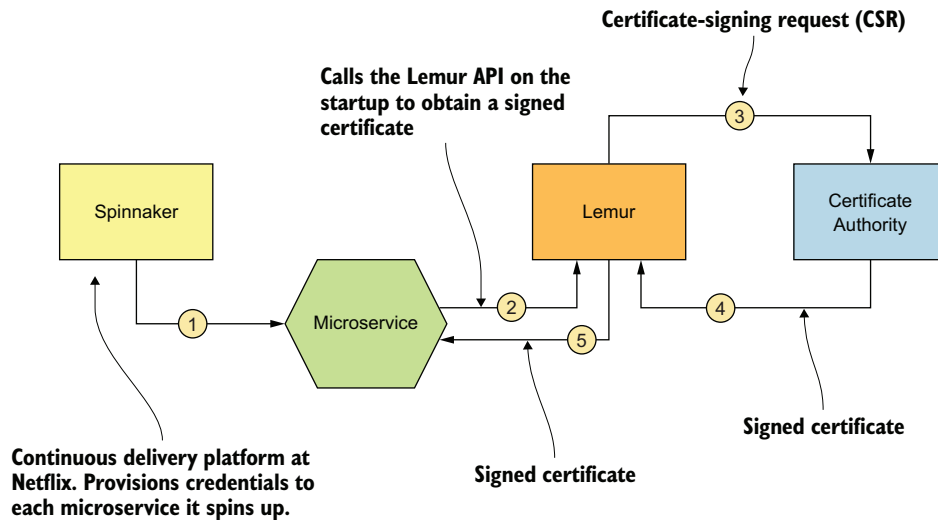 Certificate-signing request (CSR)
Calls the Lemur API on the
startup to obtain a signed
certificate
3
Spinnaker
Lemur
Certificate
Authority
1
Microservice
2
4
5
Signed certificate
Signed certificate
Continuous delivery platform at
Netflix. Provisions credentials to
each microservice it spins up.